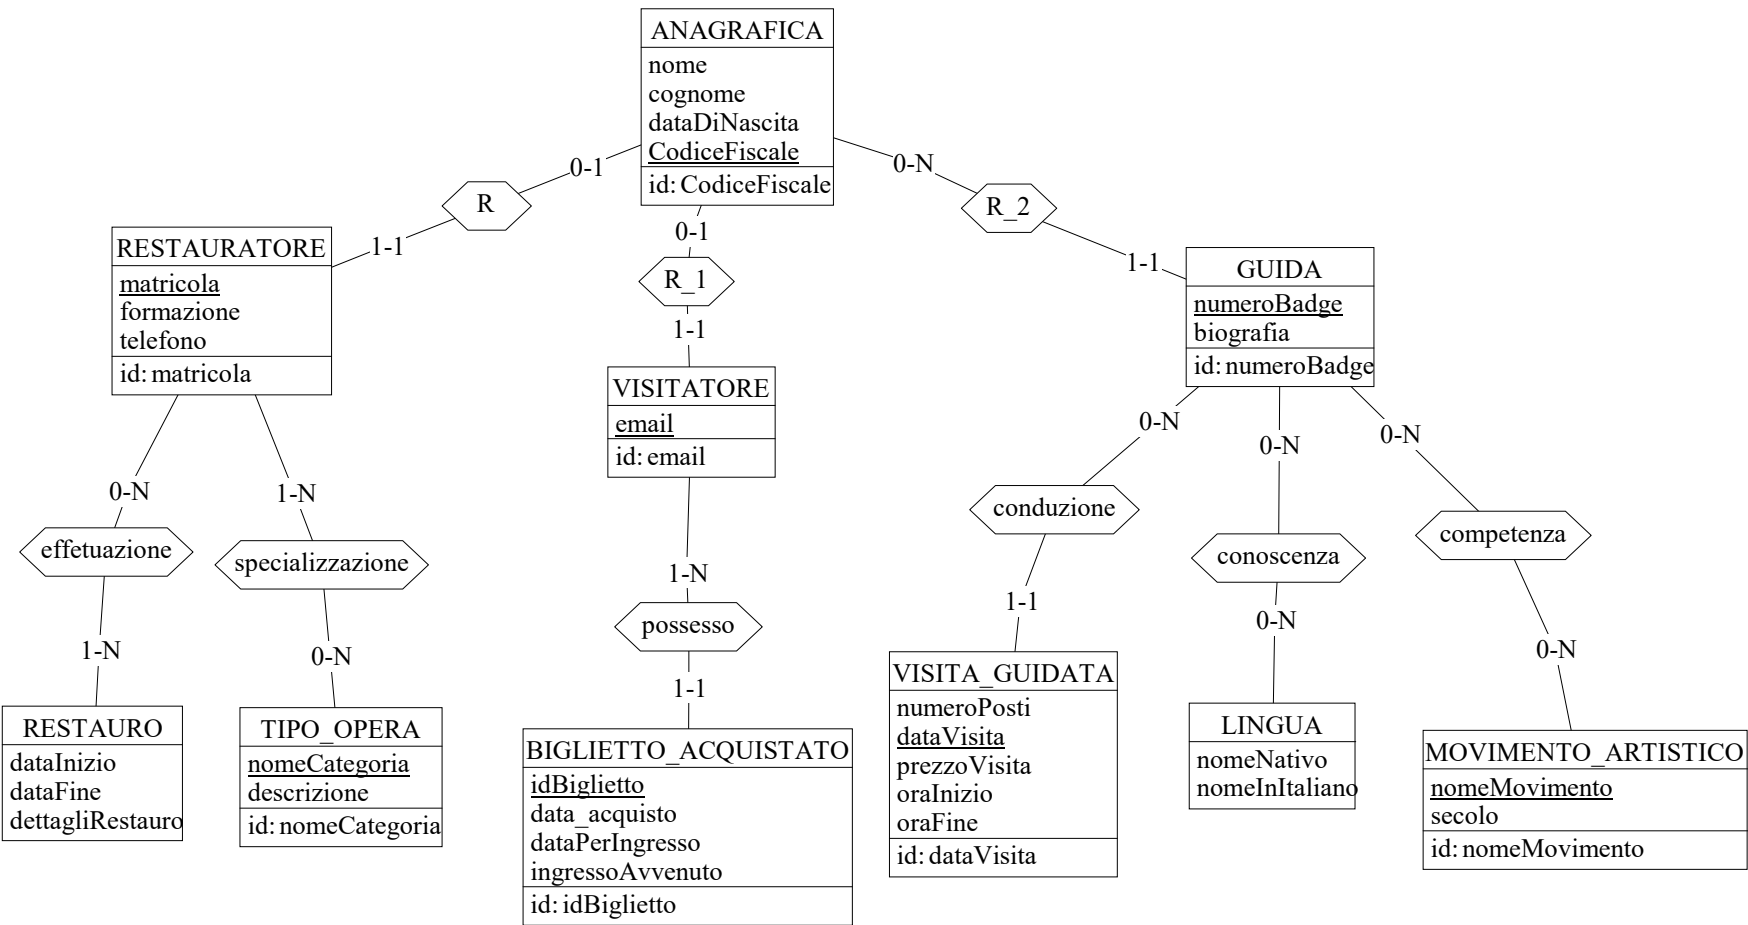 ANAGRAFICA
nome
cognome
dataDiNascita
CodiceFiscale
id: CodiceFiscale
0-1
0-N
R
R_2
0-1
1-1
RESTAURATORE
matricola
formazione
telefono
id: matricola
R_1
1-1
1-1
GUIDA
numeroBadge
biografia
id: numeroBadge
VISITATORE
email
id: email
0-N
0-N
0-N
0-N
1-N
conduzione
conoscenza
competenza
effetuazione
specializzazione
1-N
possesso
1-1
1-1
0-N
0-N
1-N
0-N
RESTAURO
dataInizio
dataFine
dettagliRestauro
TIPO_OPERA
nomeCategoria
descrizione
id: nomeCategoria
BIGLIETTO_ACQUISTATO
idBiglietto
data_acquisto
dataPerIngresso
ingressoAvvenuto
id: idBiglietto
VISITA_GUIDATA
numeroPosti
dataVisita
prezzoVisita
oraInizio
oraFine
id: dataVisita
LINGUA
nomeNativo
nomeInItaliano
MOVIMENTO_ARTISTICO
nomeMovimento
secolo
id: nomeMovimento